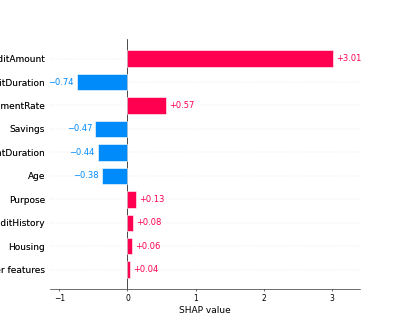 ditAmount +3.01
itDuration −0.74
mentRate +0.57
Savings −0.47
ntDuration −0.44
Age −0.38
Purpose +0.13
ditHistory +0.08
Housing +0.06
r features +0.04
−1 0 1 2 3
SHAP value